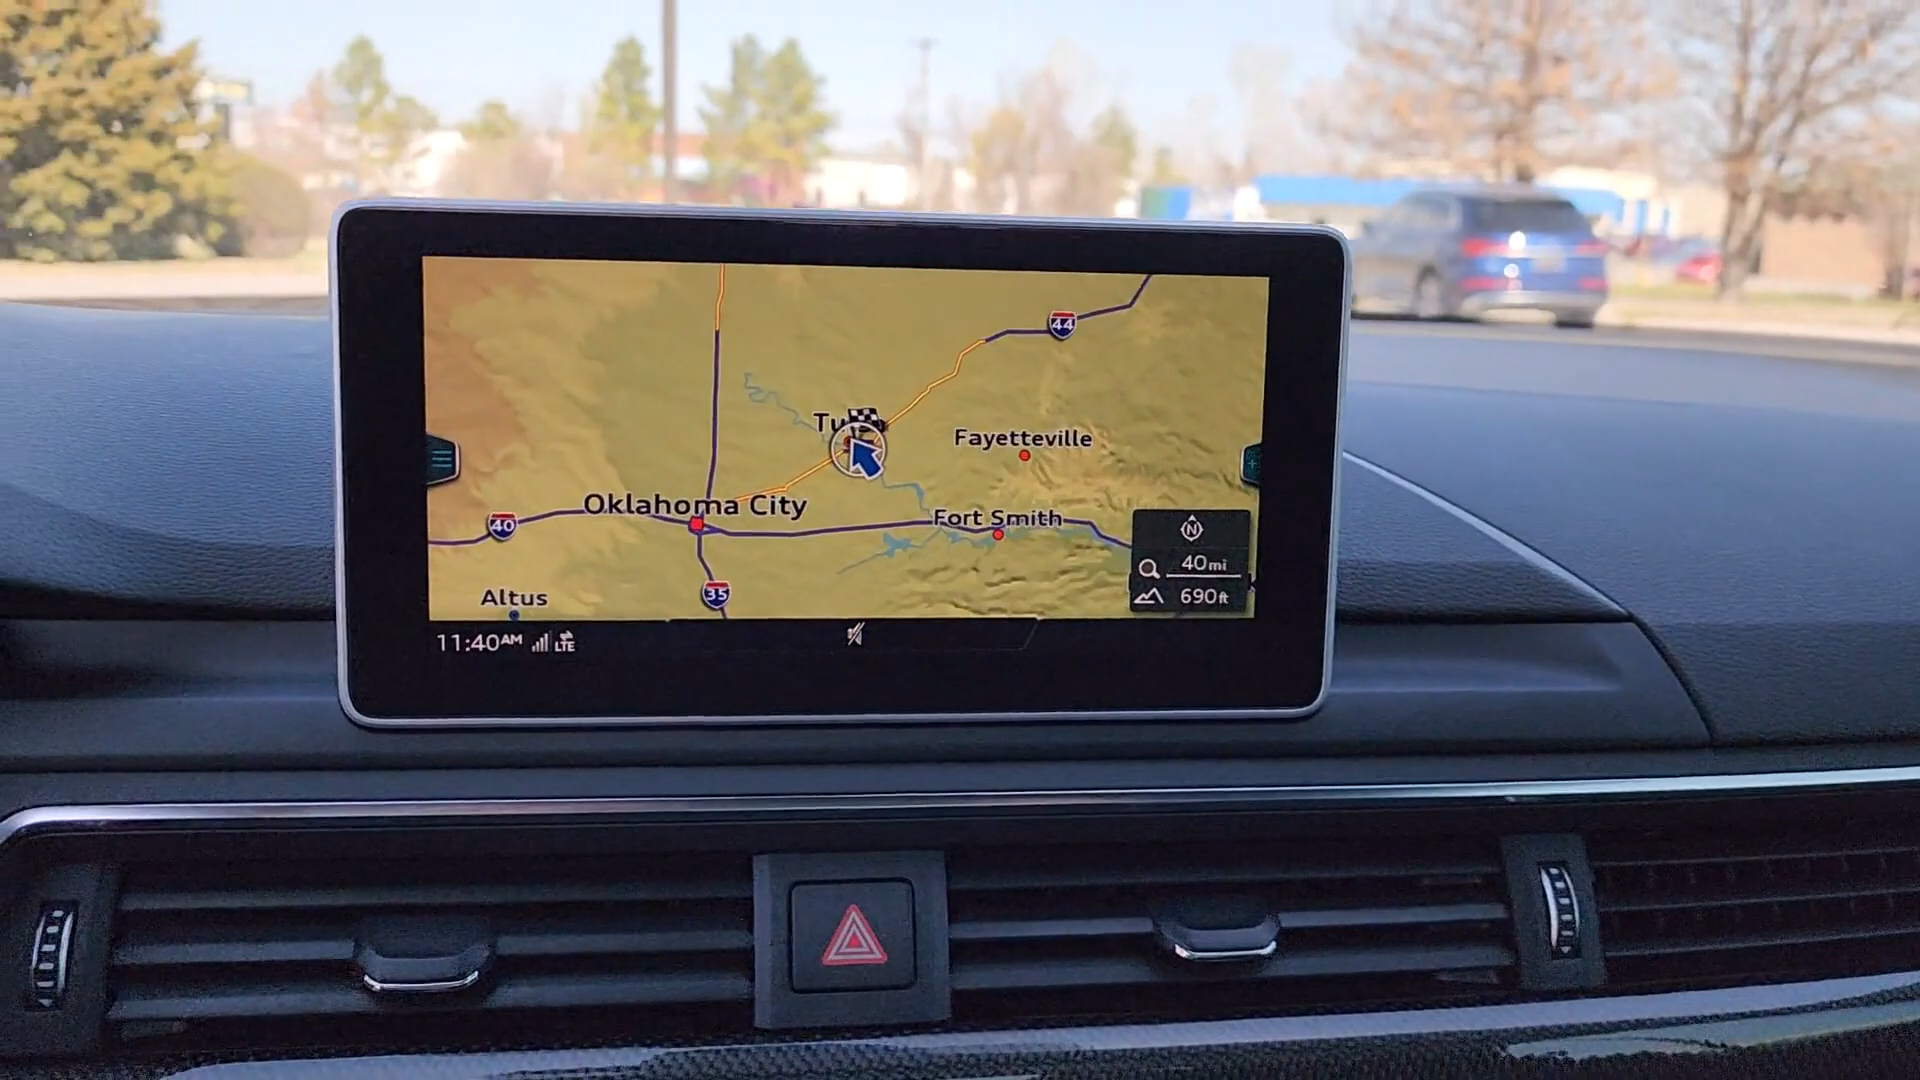 44
Fayetteville
Oklahoma City
40
Fort Smith
N
40mi
Altus
35
690ft
11:40AM LTE